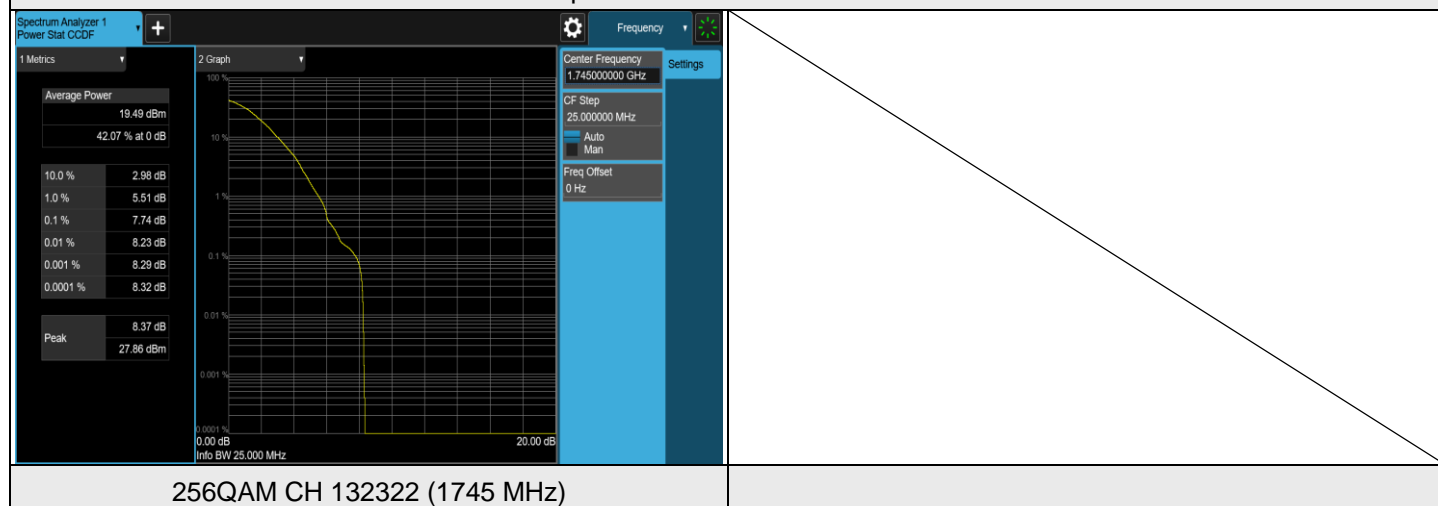 Spectrum Analyzer 1
Power Stat CCDF
+
Frequency
1 Metrics
2 Graph
Center Frequency
1.745000000 GHz
Settings
CF Step
25.000000 MHz
Auto
Man
Freq Offset
0 Hz
Average Power
19.49 dBm
42.07 % at 0 dB
10.0 % 2.98 dB
1.0 % 5.51 dB
0.1 % 7.74 dB
0.01 % 8.23 dB
0.001 % 8.29 dB
0.0001 % 8.32 dB
Peak
8.37 dB
27.86 dBm
100 %
10 %
1 %
0.1 %
0.01 %
0.001 %
0.0001 %
0.00 dB 20.00 dB
Info BW 25.000 MHz
256QAM CH 132322 (1745 MHz)